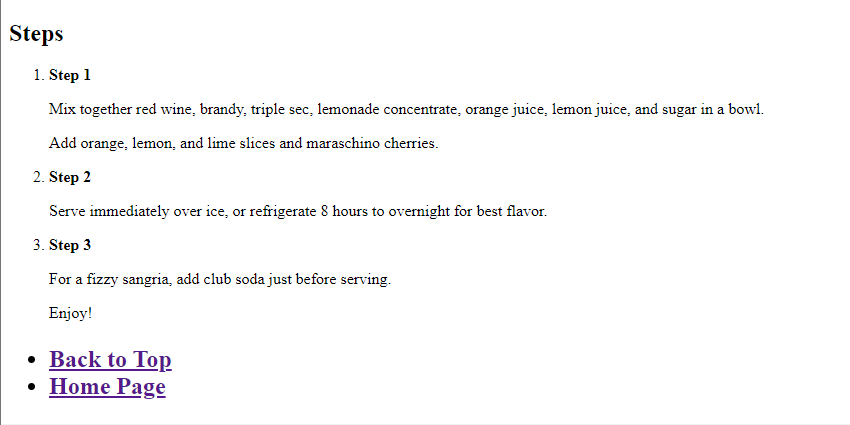 Steps
1. Step 1
Mix together red wine, brandy, triple sec, lemonade concentrate, orange juice, lemon juice, and sugar in a bowl.
Add orange, lemon, and lime slices and maraschino cherries.
2. Step 2
Serve immediately over ice, or refrigerate 8 hours to overnight for best flavor.
3. Step 3
For a fizzy sangria, add club soda just before serving.
Enjoy!
• Back to Top
• Home Page